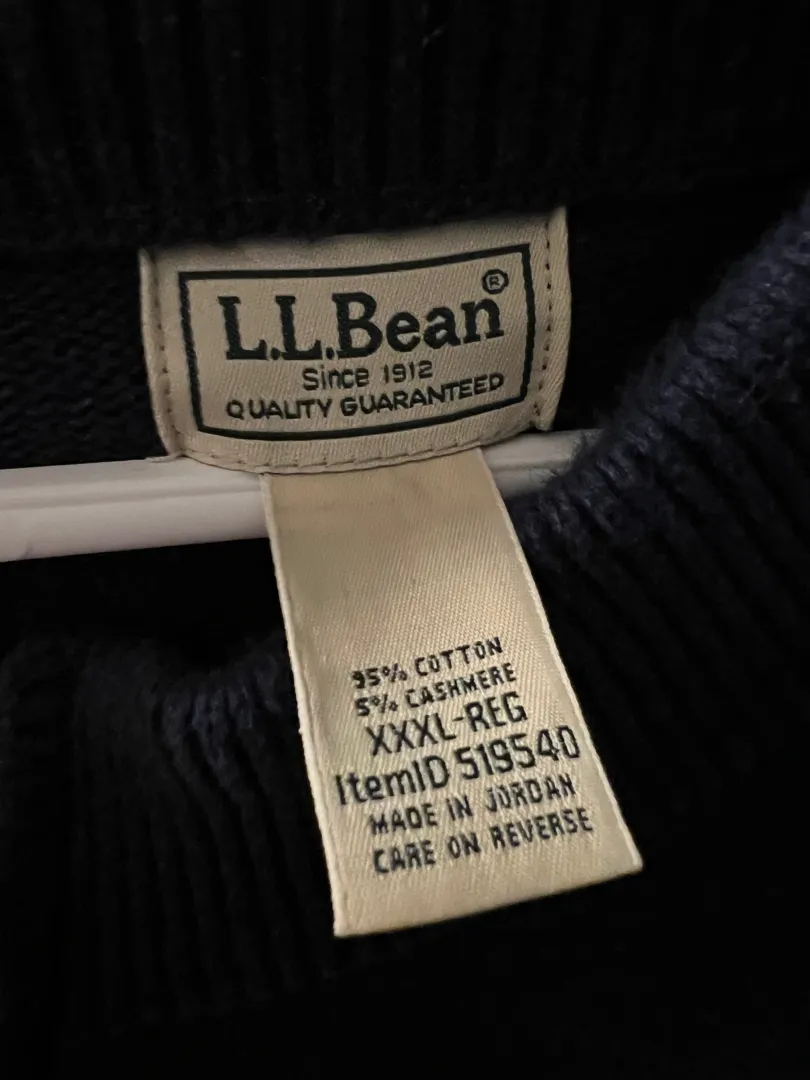 L.L.Bean®
Since 1912
QUALITY GUARANTEED
95% COTTON
5% CASHMERE
XXXL-REG
ItemID 519540
MADE IN JORDAN
CARE ON REVERSE